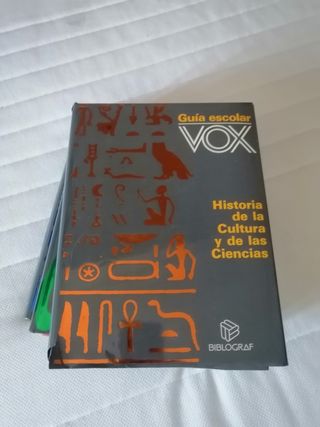 Guía escolar
VOX
Historia
de la
Cultura
y de las
Ciencias
BIBLOGRAF